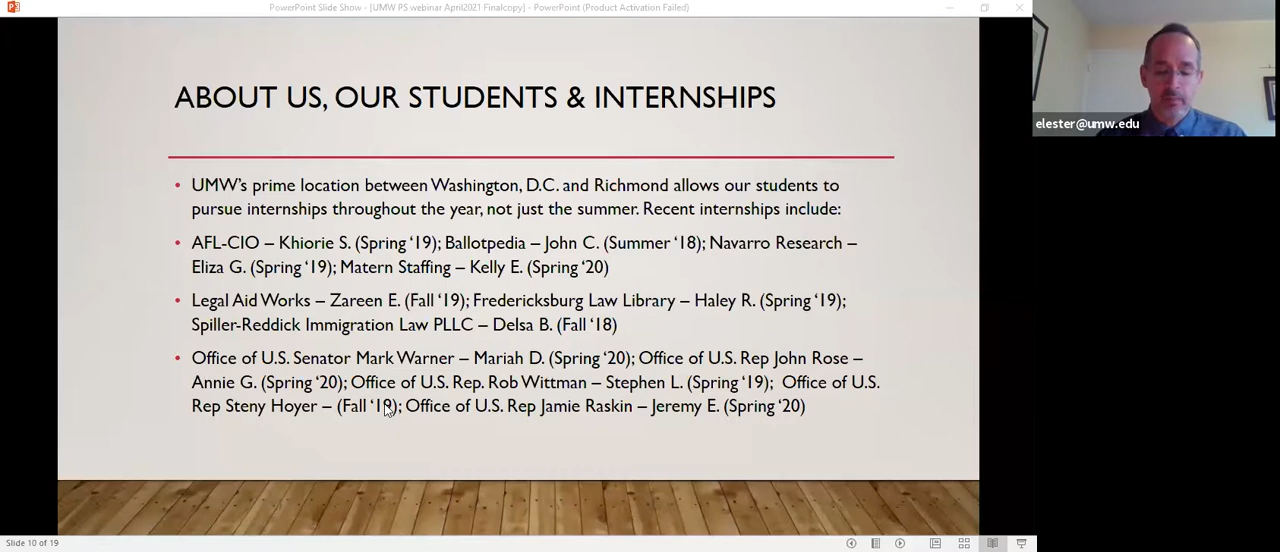 PowerPoint Slide Show - [UMW PS webinar April2021 Finalcopy] - PowerPoint (Product Activation Failed)
ABOUT US, OUR STUDENTS & INTERNSHIPS
elester@umw.edu
• UMW's prime location between Washington, D.C. and Richmond allows our students to
pursue internships throughout the year, not just the summer. Recent internships include:
• AFL-CIO – Khiorie S. (Spring '19); Ballotpedia – John C. (Summer '18); Navarro Research –
Eliza G. (Spring '19); Matern Staffing – Kelly E. (Spring '20)
• Legal Aid Works – Zareen E. (Fall '19); Fredericksburg Law Library – Haley R. (Spring '19);
Spiller-Reddick Immigration Law PLLC – Delsa B. (Fall '18)
• Office of U.S. Senator Mark Warner – Mariah D. (Spring '20); Office of U.S. Rep John Rose –
Annie G. (Spring '20); Office of U.S. Rep. Rob Wittman – Stephen L. (Spring '19); Office of U.S.
Rep Steny Hoyer – (Fall '19); Office of U.S. Rep Jamie Raskin – Jeremy E. (Spring '20)
Slide 10 of 19